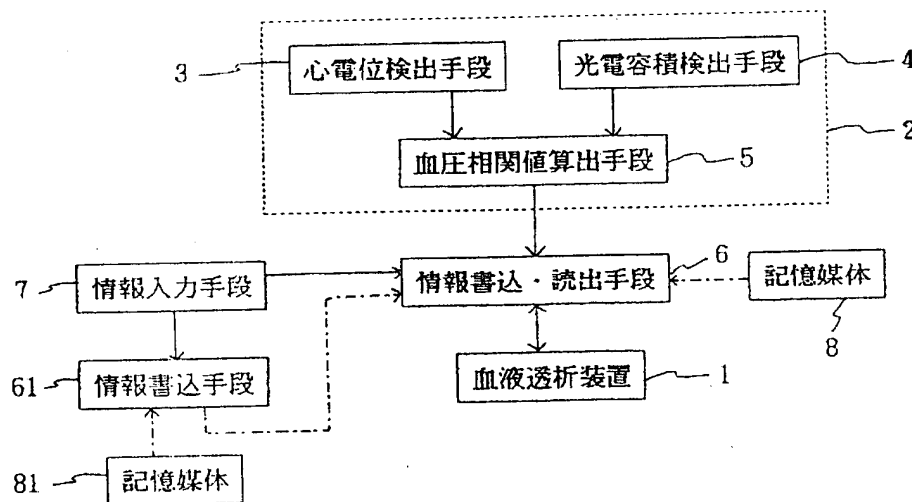 3 心電位検出手段
光電容積検出手段 4
2
血圧相関値算出手段 5
6
7 情報入力手段
情報書込・読出手段
記憶媒体
8
61 情報書込手段
血液透析装置 1
81 記憶媒体